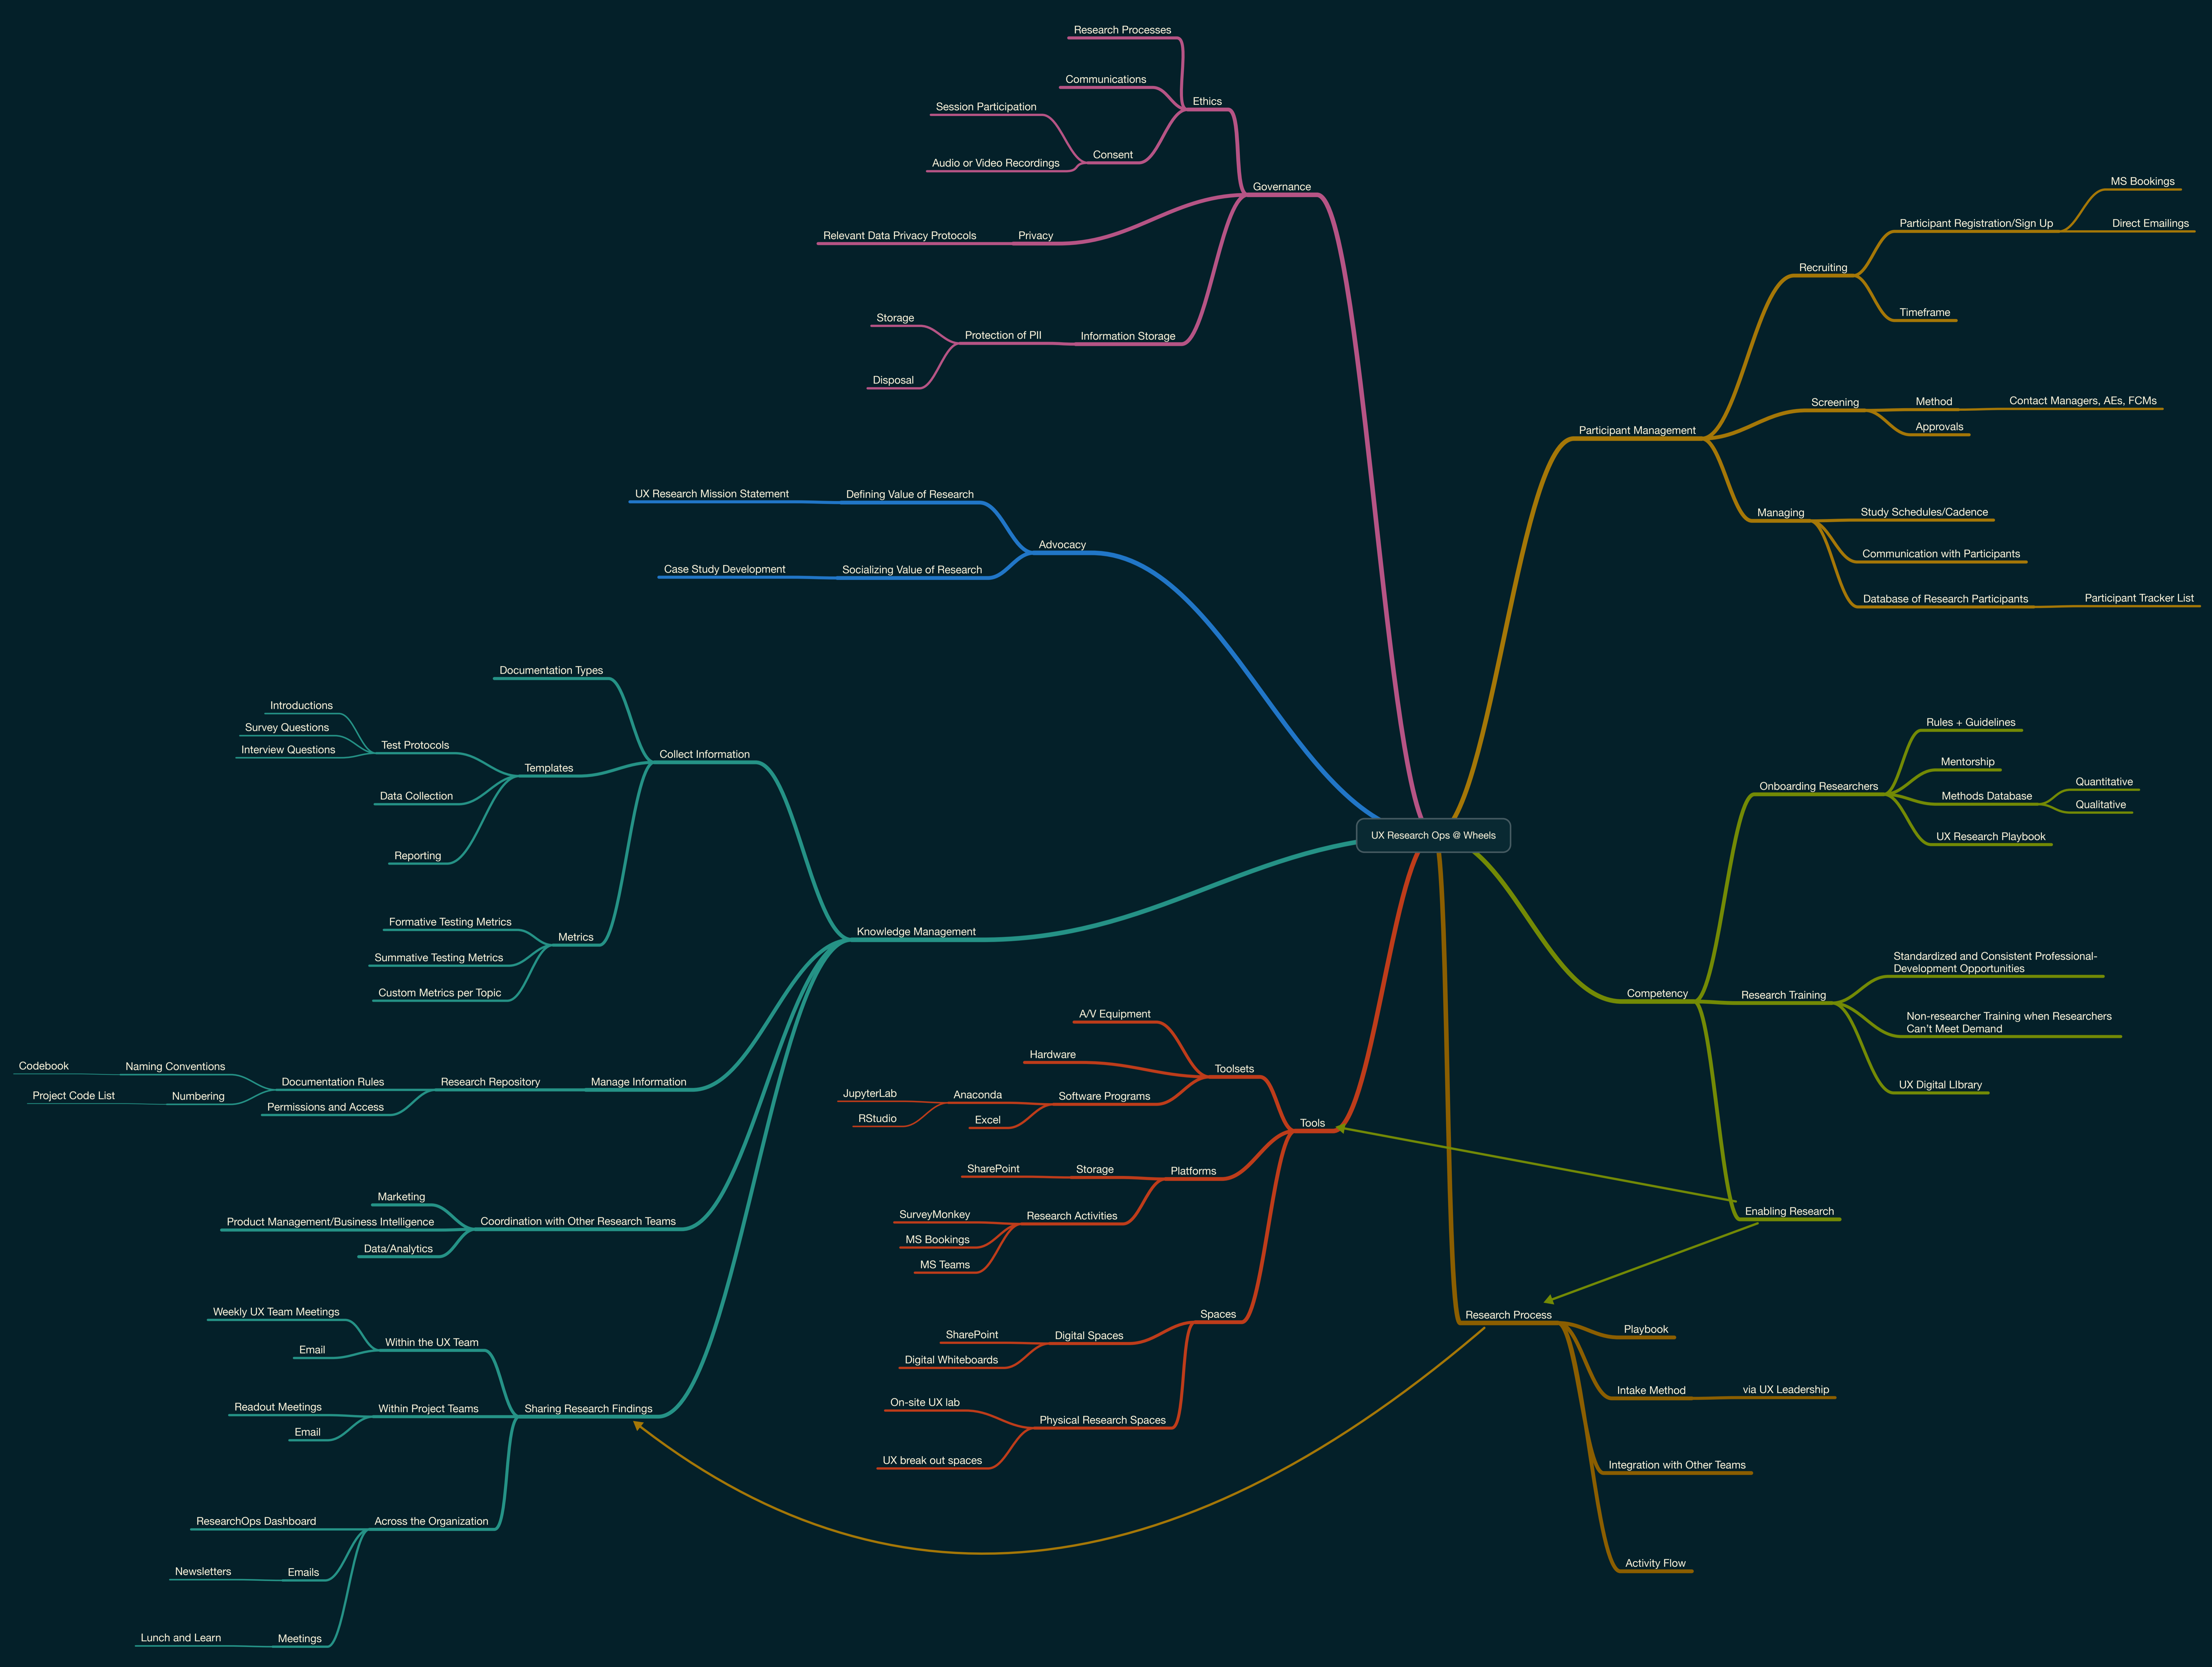 UX Research Ops @ Wheels
Governance
Ethics
Research Processes
Communications
Consent
Session Participation
Audio or Video Recordings
Privacy
Relevant Data Privacy Protocols
Information Storage
Protection of PII
Storage
Disposal
Advocacy
Defining Value of Research
UX Research Mission Statement
Socializing Value of Research
Case Study Development
Knowledge Management
Collect Information
Documentation Types
Templates
Test Protocols
Introductions
Survey Questions
Interview Questions
Data Collection
Reporting
Metrics
Formative Testing Metrics
Summative Testing Metrics
Custom Metrics per Topic
Manage Information
Research Repository
Documentation Rules
Naming Conventions
Codebook
Numbering
Project Code List
Permissions and Access
Coordination with Other Research Teams
Marketing
Product Management/Business Intelligence
Data/Analytics
Sharing Research Findings
Within the UX Team
Weekly UX Team Meetings
Email
Within Project Teams
Readout Meetings
Email
Across the Organization
ResearchOps Dashboard
Emails
Newsletters
Meetings
Lunch and Learn
Tools
Toolsets
A/V Equipment
Hardware
Software Programs
Anaconda
JupyterLab
RStudio
Excel
Platforms
Storage
SharePoint
Research Activities
SurveyMonkey
MS Bookings
MS Teams
Spaces
Digital Spaces
SharePoint
Digital Whiteboards
Physical Research Spaces
On-site UX lab
UX break out spaces
Participant Management
Recruiting
Participant Registration/Sign Up
MS Bookings
Direct Emailings
Timeframe
Screening
Method
Contact Managers, AEs, FCMs
Approvals
Managing
Study Schedules/Cadence
Communication with Participants
Database of Research Participants
Participant Tracker List
Competency
Onboarding Researchers
Rules + Guidelines
Mentorship
Methods Database
Quantitative
Qualitative
UX Research Playbook
Research Training
Standardized and Consistent Professional-
Development Opportunities
Non-researcher Training when Researchers
Can't Meet Demand
UX Digital LIbrary
Enabling Research
Research Process
Playbook
Intake Method
via UX Leadership
Integration with Other Teams
Activity Flow